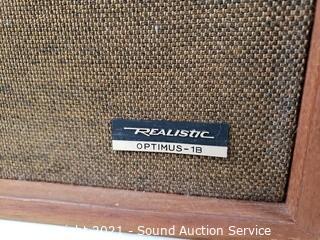 REALISTIC
OPTIMUS-1B
2021 - Sound Auction Service